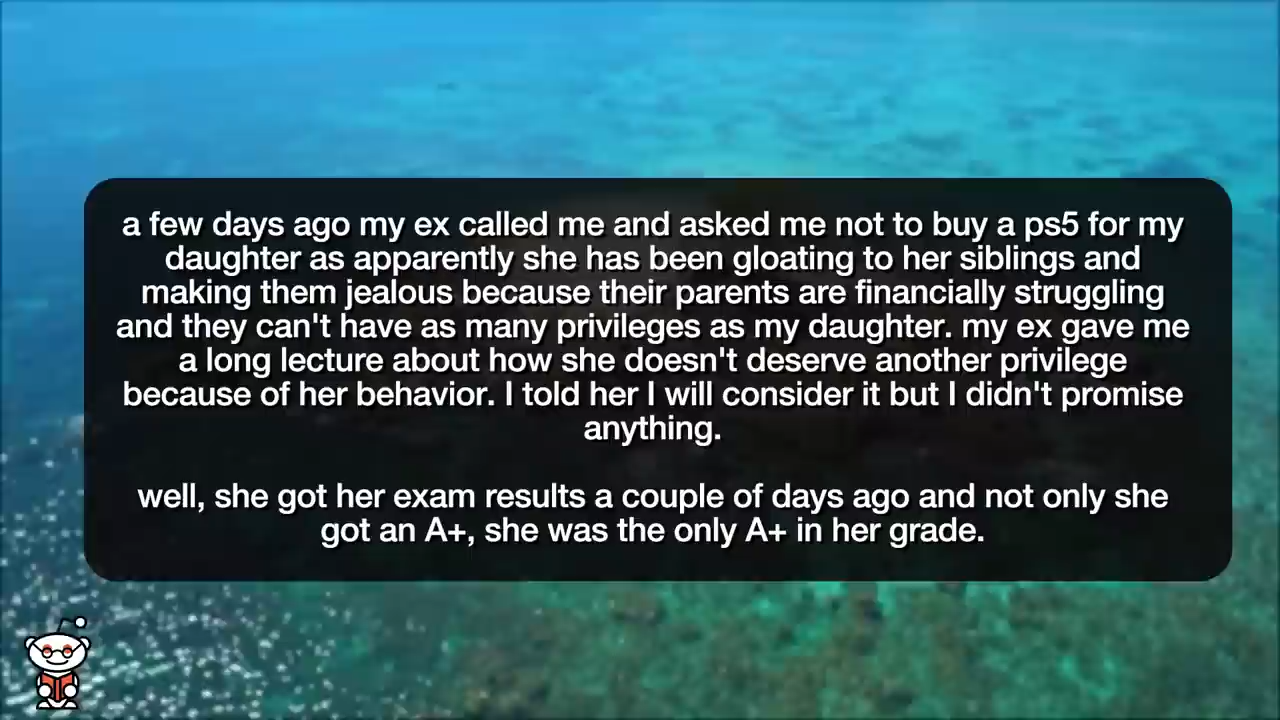 a few days ago my ex called me and asked me not to buy a ps5 for my
daughter as apparently she has been gloating to her siblings and
making them jealous because their parents are financially struggling
and they can't have as many privileges as my daughter. my ex gave me
a long lecture about how she doesn't deserve another privilege
because of her behavior. I told her I will consider it but I didn't promise
anything.
well, she got her exam results a couple of days ago and not only she
got an A+, she was the only A+ in her grade.